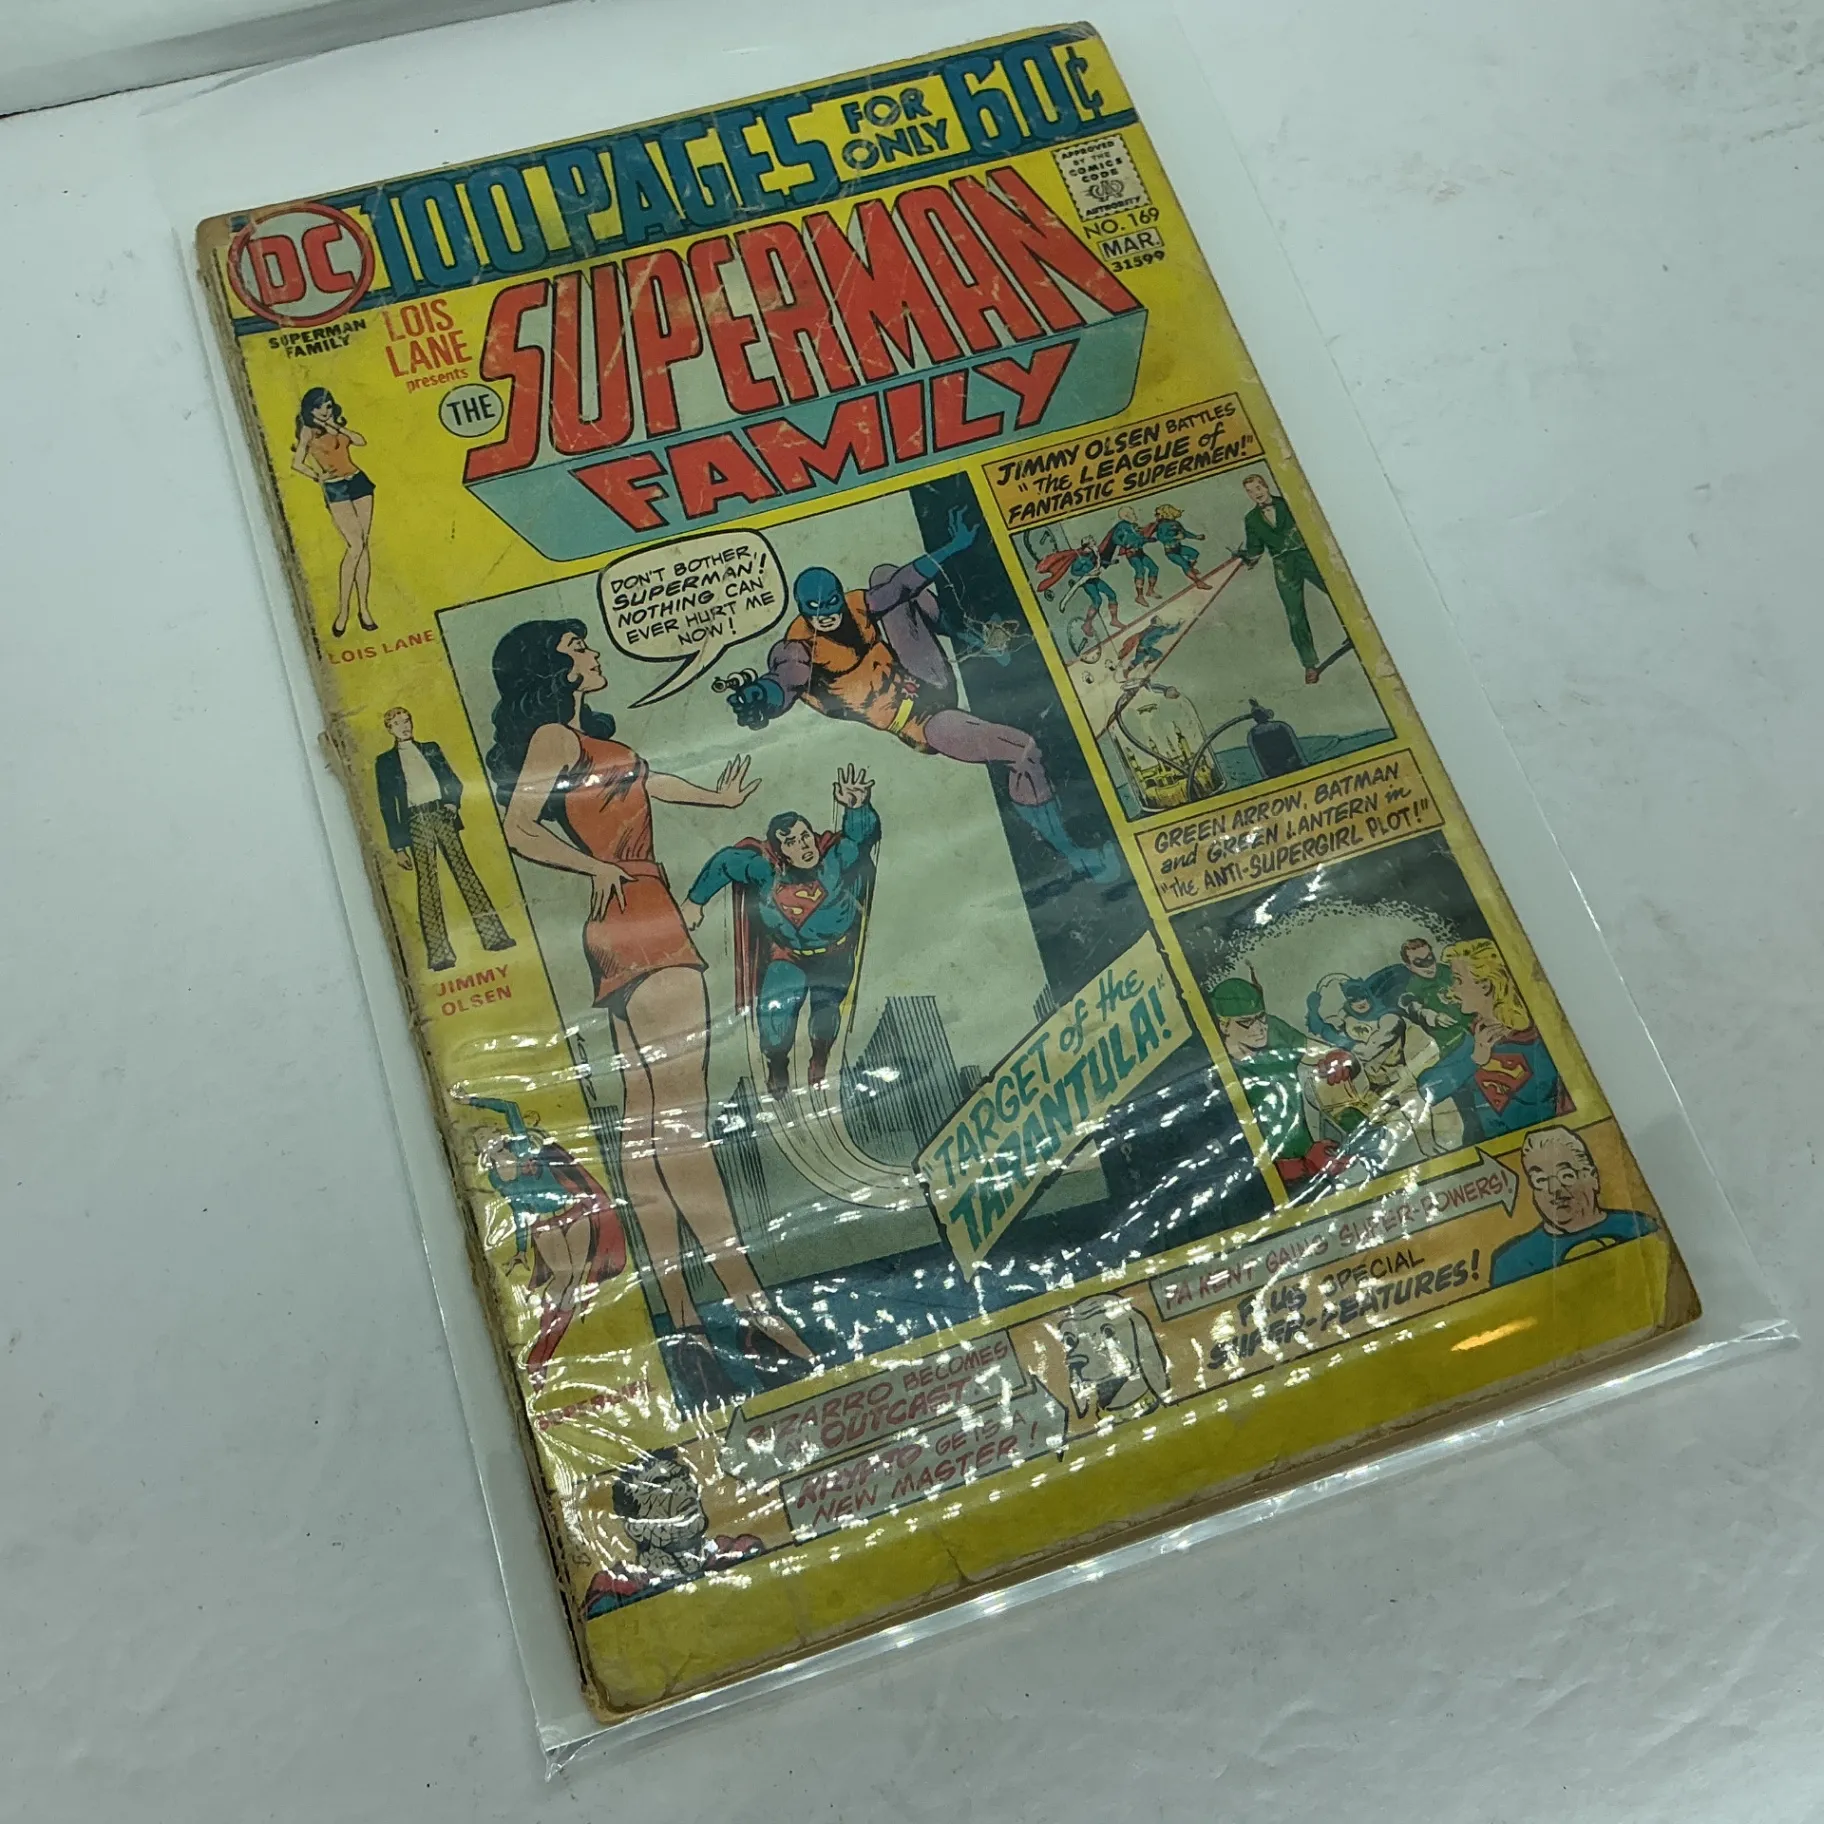 100 PAGES FOR ONLY 60¢
DC
SUPERMAN
FAMILY
APPROVED
BY THE
COMICS
CODE
CA
AUTHORITY
NO. 169
MAR.
31599
LOIS
LANE
presents
THE
SUPERMAN
FAMILY
LOIS LANE
JIMMY
OLSEN
SUPERGIRL
DON'T BOTHER,
SUPERMAN!
NOTHING CAN
EVER HURT ME
NOW!
"TARGET of the
TARANTULA!"
JIMMY OLSEN BATTLES
"The LEAGUE of
FANTASTIC SUPERMEN!"
GREEN ARROW, BATMAN
and GREEN LANTERN in
"The ANTI-SUPERGIRL PLOT!"
PA KENT GAINS SUPER-POWERS!
PLUS SPECIAL
SUPER-FEATURES!
BIZARRO BECOMES
AN OUTCAST!
KRYPTO GETS A
NEW MASTER!